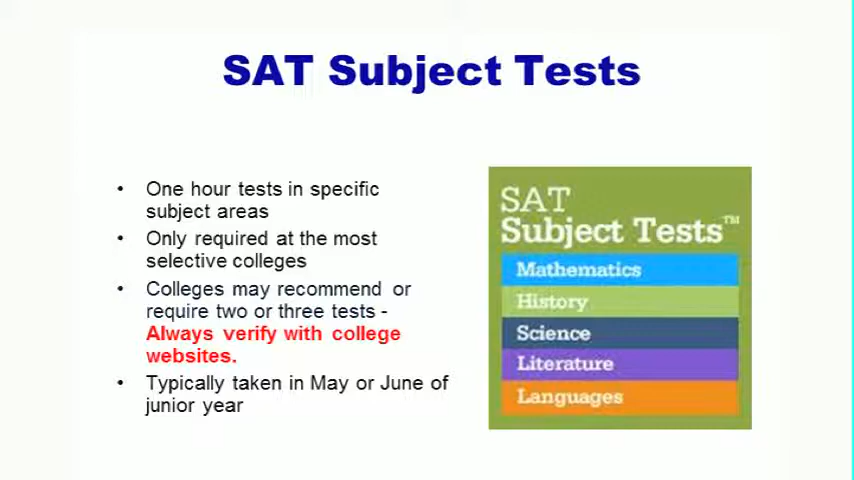 SAT Subject Tests
• One hour tests in specific
subject areas
• Only required at the most
selective colleges
• Colleges may recommend or
require two or three tests -
Always verify with college
websites.
• Typically taken in May or June of
junior year
SAT
Subject Tests™
Mathematics
History
Science
Literature
Languages